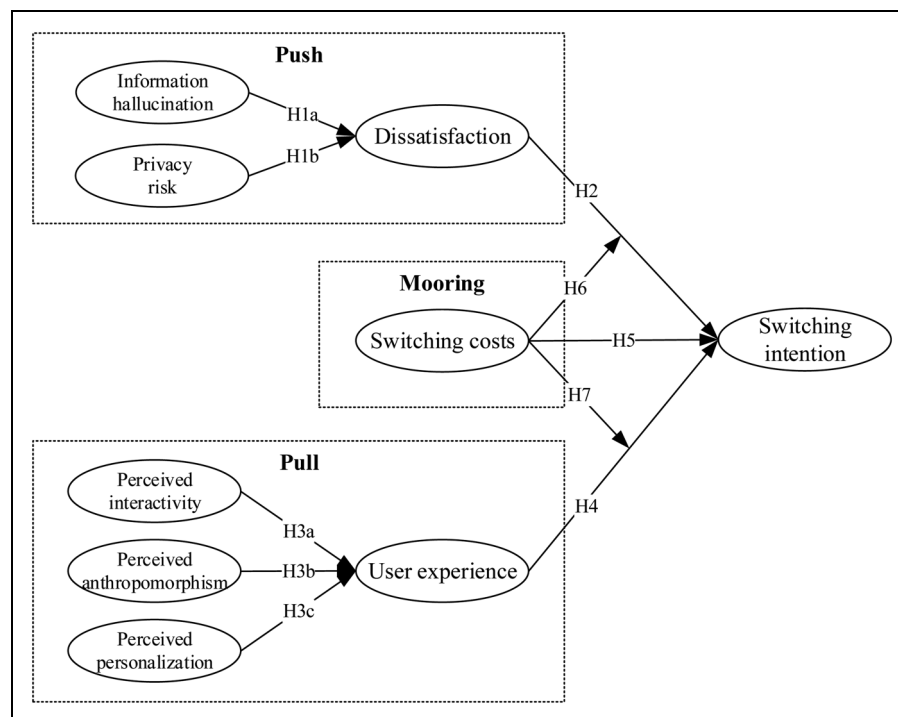 Push
Information
hallucination
H1a
Dissatisfaction
H1b
Privacy
risk
H2
Mooring
H6
Switching costs
H5
Switching
intention
H7
Pull
Perceived
interactivity
H3a
H4
Perceived
anthropomorphism
H3b
User experience
H3c
Perceived
personalization